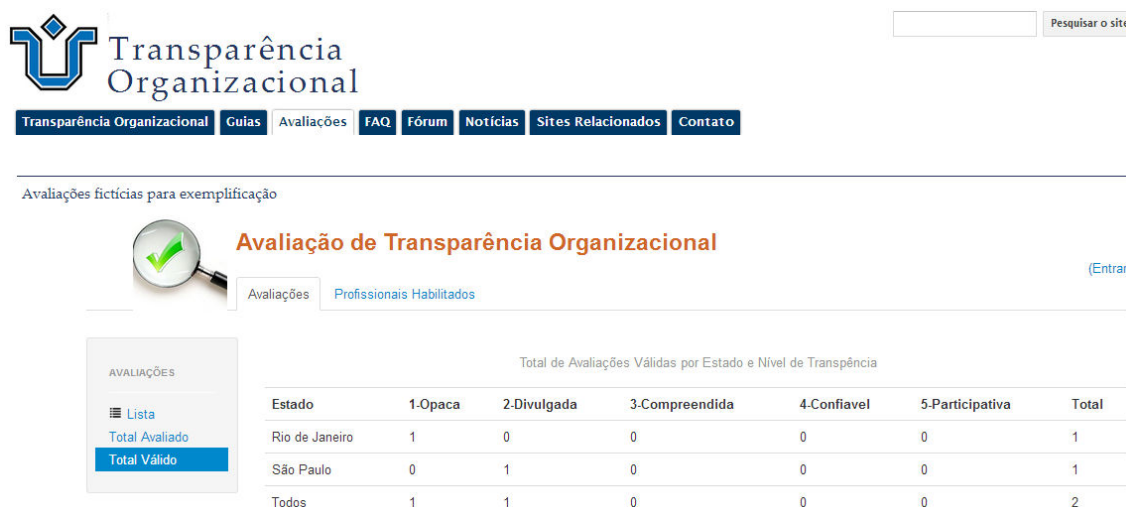 Pesquisar o site
Transparência
Organizacional
Transparência Organizacional Guias Avaliações FAQ Fórum Notícias Sites Relacionados Contato
Avaliações fictícias para exemplificação
Avaliação de Transparência Organizacional
(Entrar
Avaliações Profissionais Habilitados
AVALIAÇÕES
Lista
Total Avaliado
Total Válido
Total de Avaliações Válidas por Estado e Nível de Transpência
Estado 1-Opaca 2-Divulgada 3-Compreendida 4-Confiavel 5-Participativa Total
Rio de Janeiro 1 0 0 0 0 1
São Paulo 0 1 0 0 0 1
Todos 1 1 0 0 0 2